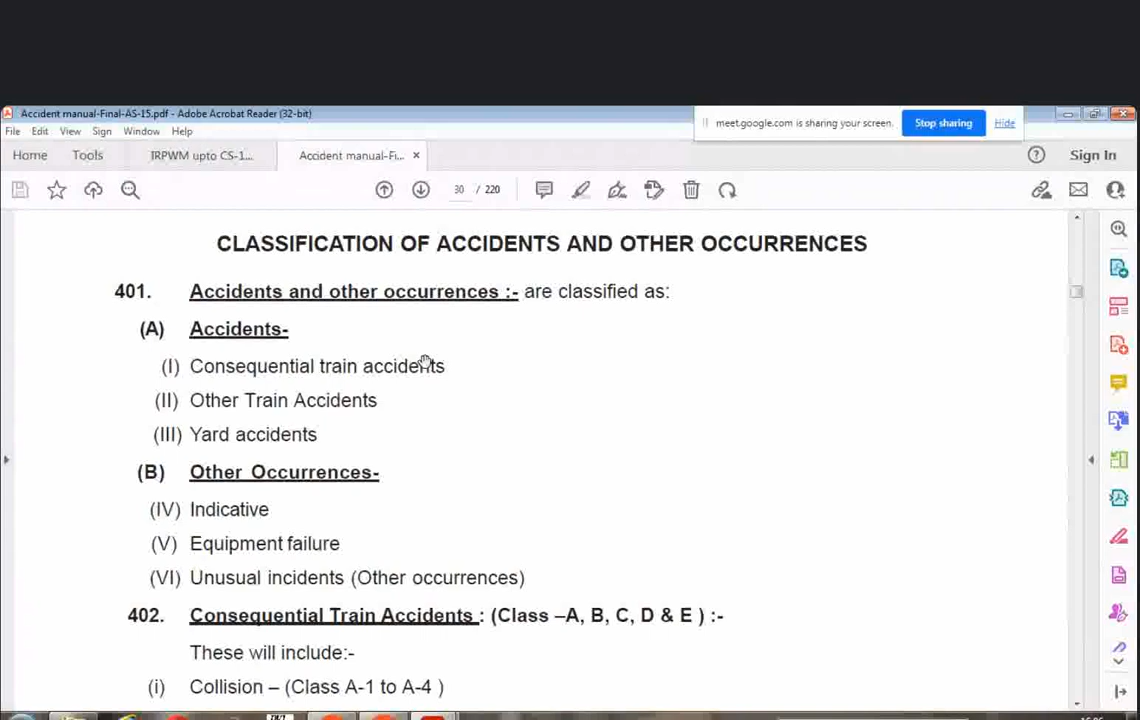 Accident manual-Final-AS-15.pdf - Adobe Acrobat Reader (32-bit)
meet.google.com is sharing your screen. Stop sharing Hide
File Edit View Sign Window Help
Home Tools IRPWM upto CS-1... Accident manual-Fi... × Sign In
30 / 220
CLASSIFICATION OF ACCIDENTS AND OTHER OCCURRENCES
401. Accidents and other occurrences :- are classified as:
(A) Accidents-
(I) Consequential train accidents
(II) Other Train Accidents
(III) Yard accidents
(B) Other Occurrences-
(IV) Indicative
(V) Equipment failure
(VI) Unusual incidents (Other occurrences)
402. Consequential Train Accidents : (Class –A, B, C, D & E ) :-
These will include:-
(i) Collision – (Class A-1 to A-4 )